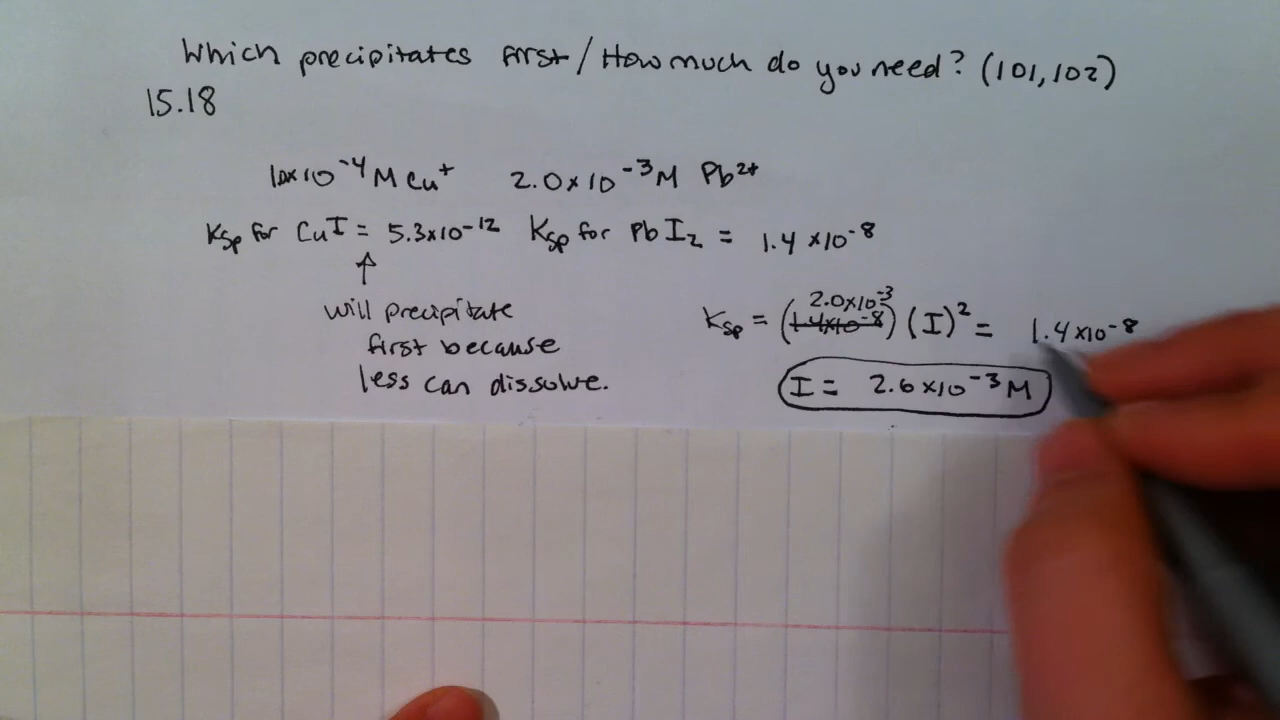 Which precipitates first / How much do you need? (101, 102)
15.18
1.0x10⁻⁴ M Cu⁺ 2.0x10⁻³ M Pb²⁺
Ksp for CuI = 5.3x10⁻¹² Ksp for PbI₂ = 1.4x10⁻⁸
↑
will precipitate
first because
less can dissolve.
2.0x10⁻³
Ksp = (1.4x10⁻⁸) (I)² = 1.4x10⁻⁸
I = 2.6x10⁻³ M